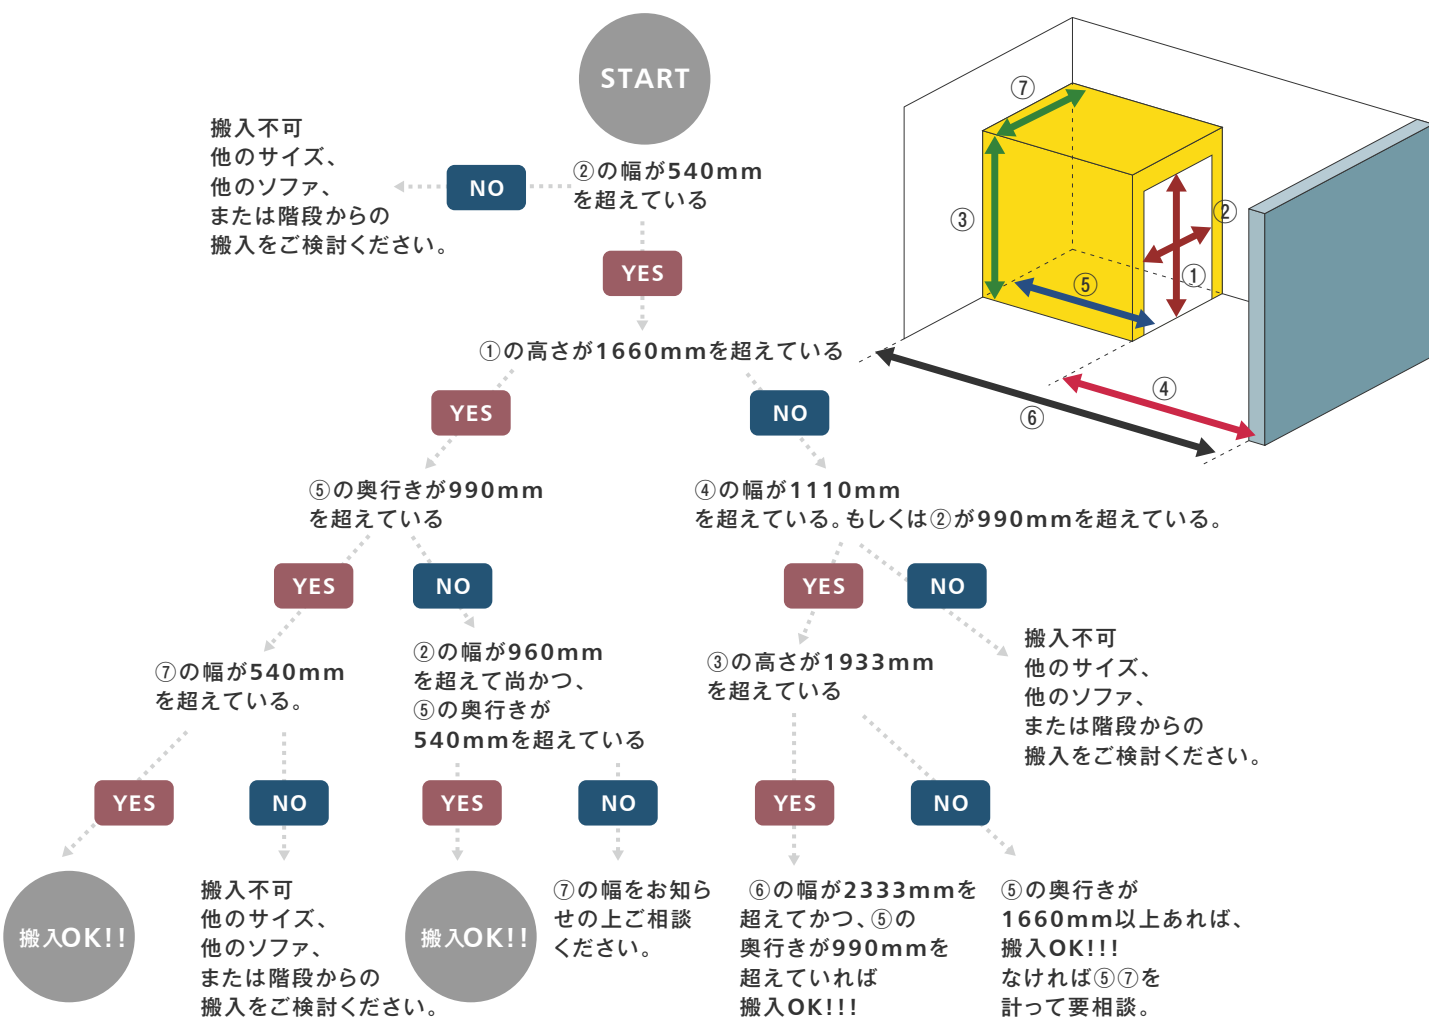 START
②の幅が540mm
を超えている
NO
搬入不可
他のサイズ、
他のソファ、
または階段からの
搬入をご検討ください。
YES
①の高さが1660mmを超えている
YES
NO
⑤の奥行きが990mm
を超えている
④の幅が1110mm
を超えている。もしくは②が990mmを超えている。
YES
NO
YES
NO
⑦の幅が540mm
を超えている。
②の幅が960mm
を超えて尚かつ、
⑤の奥行きが
540mmを超えている
③の高さが1933mm
を超えている
搬入不可
他のサイズ、
他のソファ、
または階段からの
搬入をご検討ください。
YES
NO
YES
NO
YES
NO
搬入OK!!
搬入不可
他のサイズ、
他のソファ、
または階段からの
搬入をご検討ください。
搬入OK!!
⑦の幅をお知ら
せの上ご相談
ください。
⑥の幅が2333mmを
超えてかつ、⑤の
奥行きが990mmを
超えていれば
搬入OK!!!
⑤の奥行きが
1660mm以上あれば、
搬入OK!!!
なければ⑤⑦を
計って要相談。
⑦
③
②
①
⑤
④
⑥